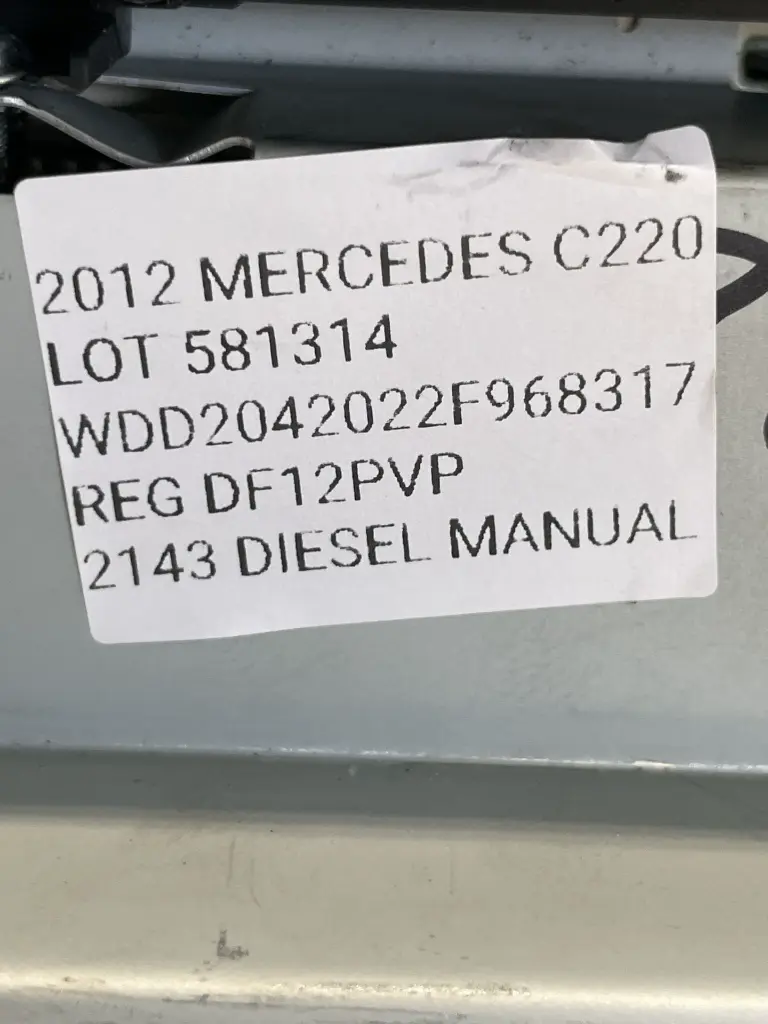 2012 MERCEDES C220
LOT 581314
WDD2042022F968317
REG DF12PVP
2143 DIESEL MANUAL